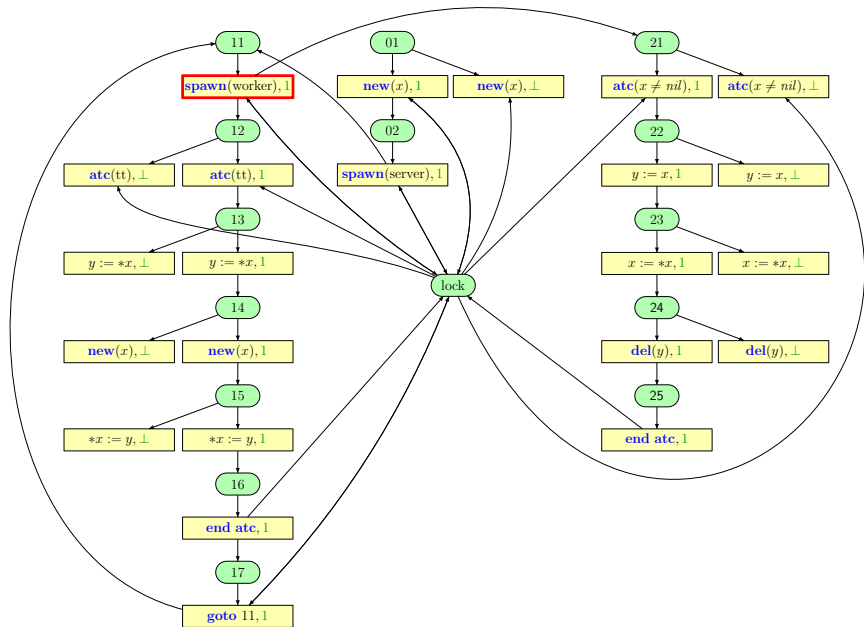 11 01 21
spawn(worker), 1 new(x), 1 new(x), ⊥ atc(x ≠ nil), 1 atc(x ≠ nil), ⊥
12 02 22
atc(tt), ⊥ atc(tt), 1 spawn(server), 1 y := x, 1 y := x, ⊥
13 23
y := *x, ⊥ y := *x, 1 x := *x, 1 x := *x, ⊥
lock
14 24
new(x), ⊥ new(x), 1 del(y), 1 del(y), ⊥
15 25
*x := y, ⊥ *x := y, 1 end atc, 1
16
end atc, 1
17
goto 11, 1